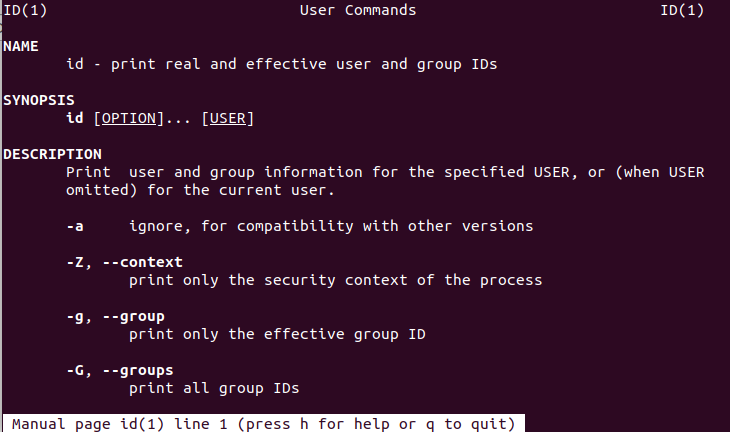 ID(1) User Commands ID(1)
NAME
id - print real and effective user and group IDs
SYNOPSIS
id [OPTION]... [USER]
DESCRIPTION
Print user and group information for the specified USER, or (when USER
omitted) for the current user.
-a ignore, for compatibility with other versions
-Z, --context
print only the security context of the process
-g, --group
print only the effective group ID
-G, --groups
print all group IDs
Manual page id(1) line 1 (press h for help or q to quit)